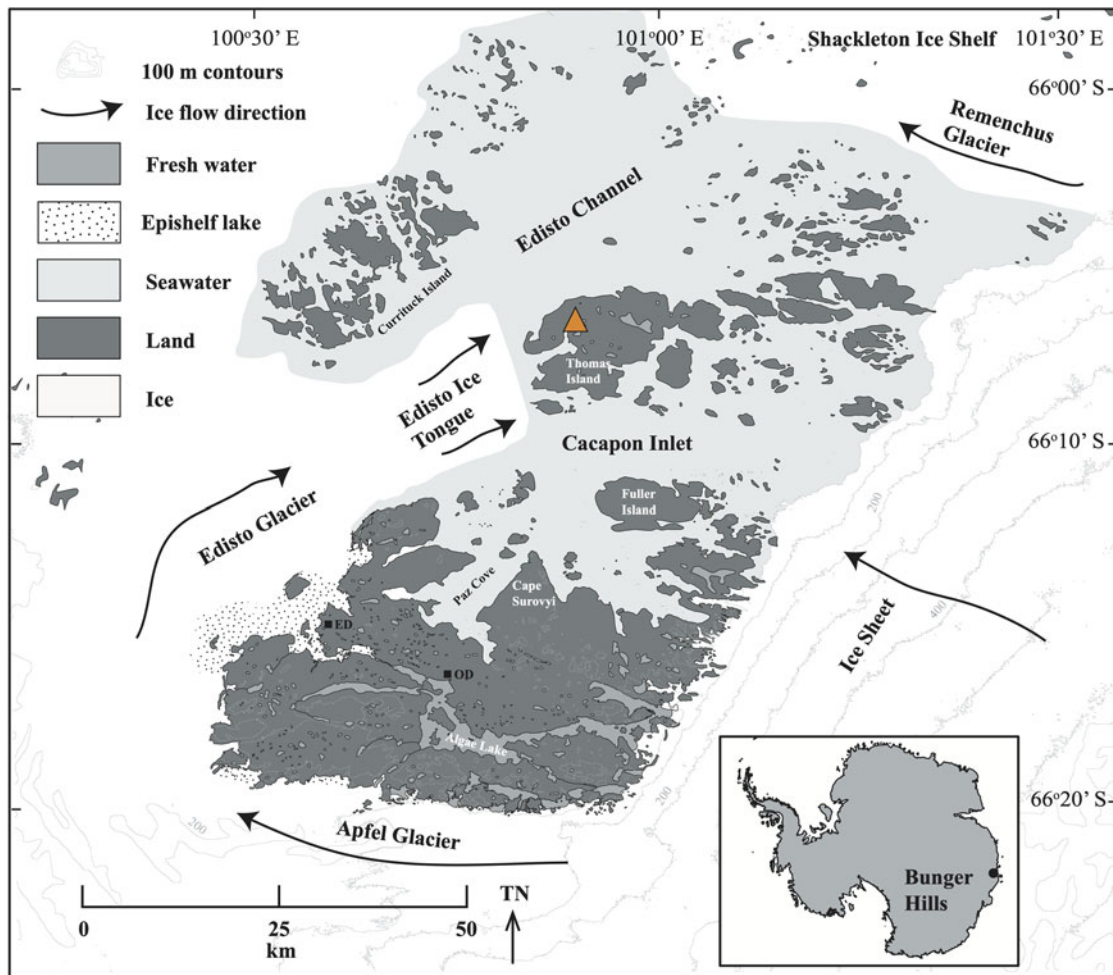 100°30' E
101°00' E
Shackleton Ice Shelf
101°30' E
100 m contours
66°00' S
Ice flow direction
Remenchus
Glacier
Fresh water
Epishelf lake
Edisto Channel
Seawater
Currituck Island
Land
Thomas
Island
Ice
Edisto Ice
Tongue
Cacapon Inlet
66°10' S
Fuller
Island
200
Edisto Glacier
Paz Cove
Cape
Surovyi
400
Ice Sheet
ED
OD
Algae Lake
200
200
66°20' S
Apfel Glacier
TN
0
25
50
km
Bunger
Hills